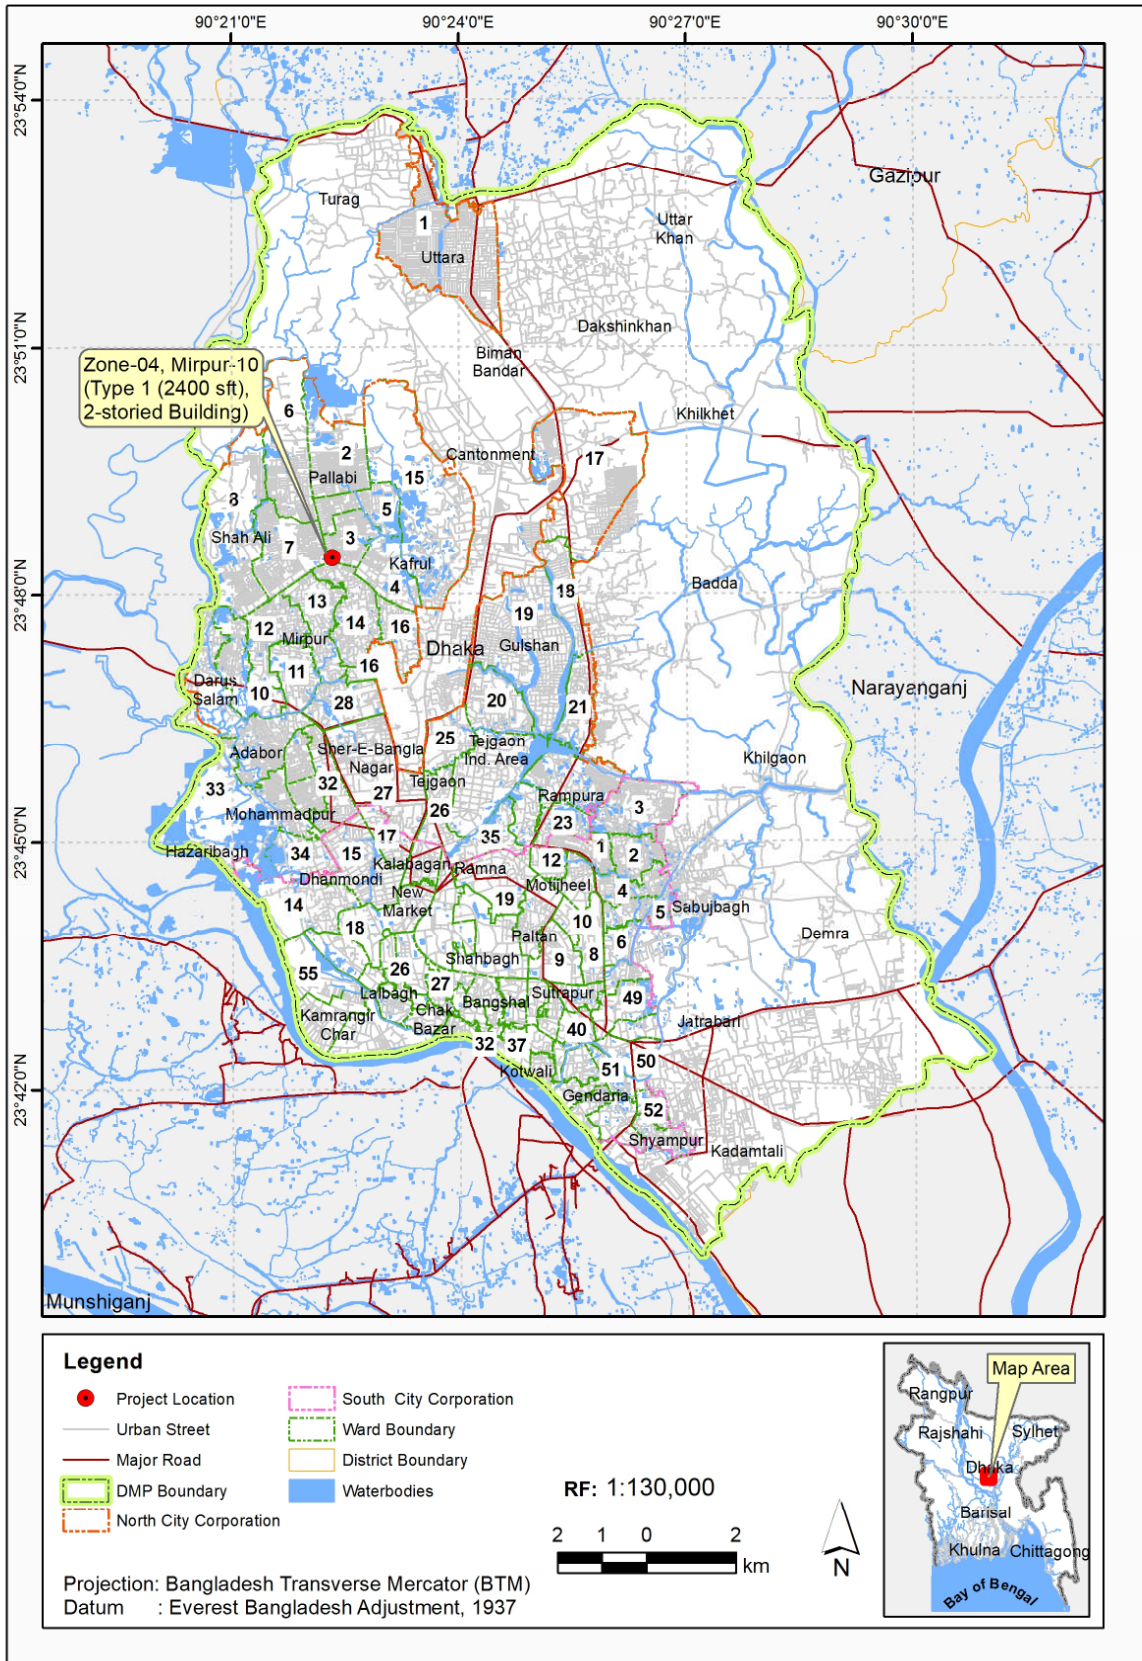 90°21'0"E
90°24'0"E
90°27'0"E
90°30'0"E
23°54'0"N
23°51'0"N
23°48'0"N
23°45'0"N
23°42'0"N
Gazipur
Turag
1
Uttara
Uttar
Khan
Dakshinkhan
Biman
Bandar
Zone-04, Mirpur-10
(Type 1 (2400 sft),
2-storied Building)
6
Khilkhet
2
Cantonment
17
Pallabi
15
8
5
Shah Ali
7
3
Kafrul
4
Badda
18
13
19
12
14
16
Mirpur
Dhaka
Gulshan
16
11
Darus
Salam
10
28
20
21
Narayanganj
25
Adabor
Sher-E-Bangla
Nagar
Tejgaon
Ind. Area
Khilgaon
33
32
27
Tejgaon
26
Rampura
3
Mohammadpur
23
17
35
1
2
Hazaribagh
34
15
Kalabagan
Ramna
12
Dhanmondi
New
Market
Motijheel
4
14
19
5
Sabujbagh
18
10
Paltan
6
Demra
55
26
Shahbagh
9
8
27
Lalbagh
Bangshal
Sutrapur
49
Kamrangir
Char
Chak
Bazar
Jatrabari
32
37
40
50
Kotwali
51
Gendaria
52
Shyampur
Kadamtali
Munshiganj
Legend
Project Location
Urban Street
Major Road
DMP Boundary
North City Corporation
South City Corporation
Ward Boundary
District Boundary
Waterbodies
RF: 1:130,000
2 1 0 2
km
N
Projection: Bangladesh Transverse Mercator (BTM)
Datum : Everest Bangladesh Adjustment, 1937
Map Area
Rangpur
Rajshahi
Sylhet
Dhaka
Barisal
Khulna
Chittagong
Bay of Bengal